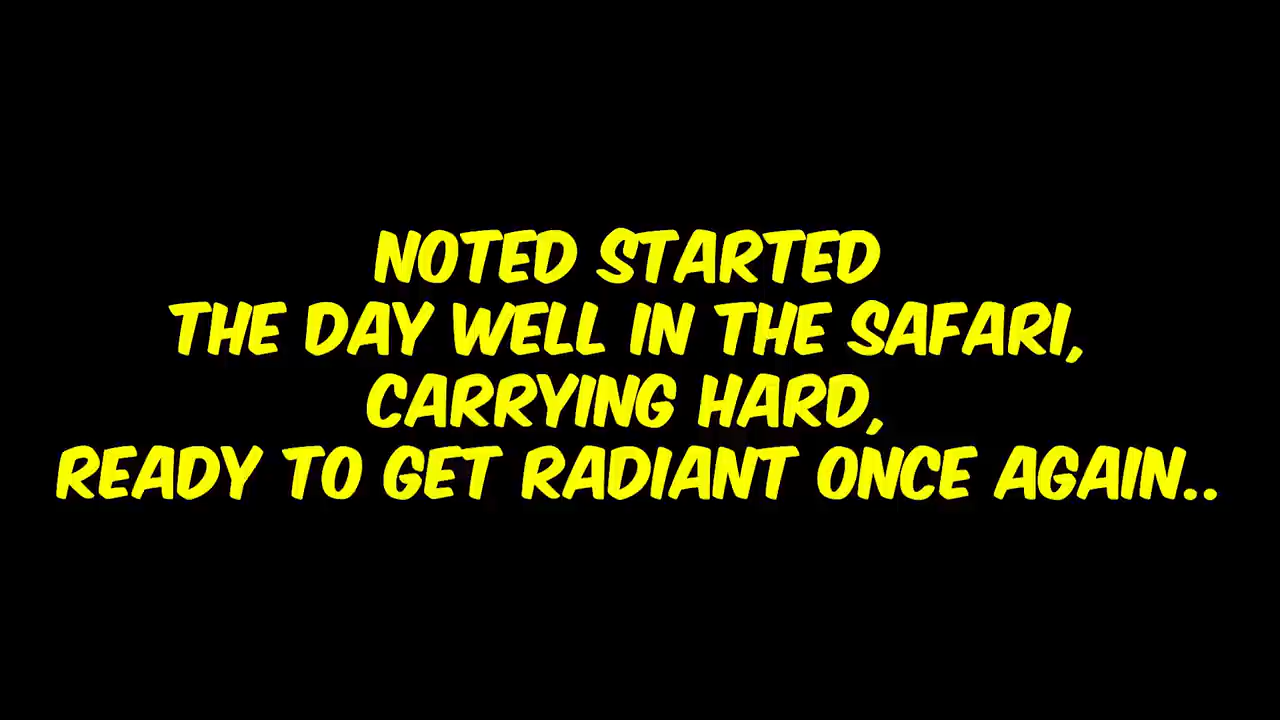 NOTED STARTED
THE DAY WELL IN THE SAFARI,
CARRYING HARD,
READY TO GET RADIANT ONCE AGAIN..